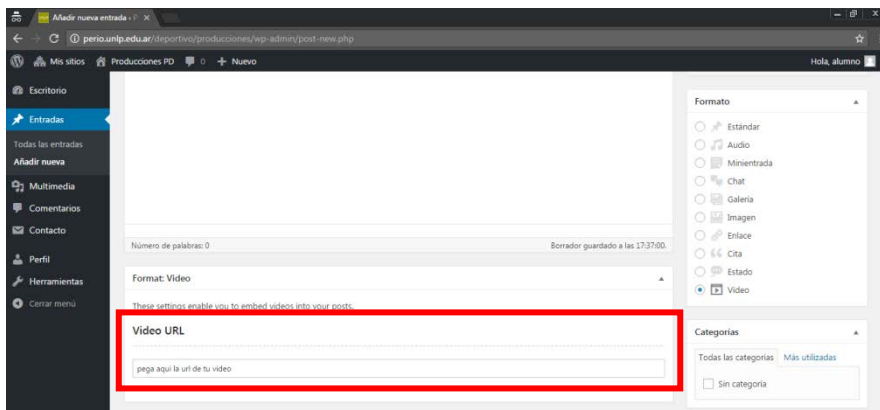 Añadir nueva entrada ‹ P
perio.unlp.edu.ar/deportivo/producciones/wp-admin/post-new.php
Mis sitios Producciones PD 0 Nuevo Hola, alumno
Escritorio
Entradas
Todas las entradas
Añadir nueva
Multimedia
Comentarios
Contacto
Perfil
Herramientas
Cerrar menú
Número de palabras: 0 Borrador guardado a las 17:37:00.
Format: Video
These settings enable you to embed videos into your posts.
Video URL
pega aqui la url de tu video
Formato
Estándar
Audio
Minientrada
Chat
Galería
Imagen
Enlace
Cita
Estado
Vídeo
Categorías
Todas las categorías Más utilizadas
Sin categoría